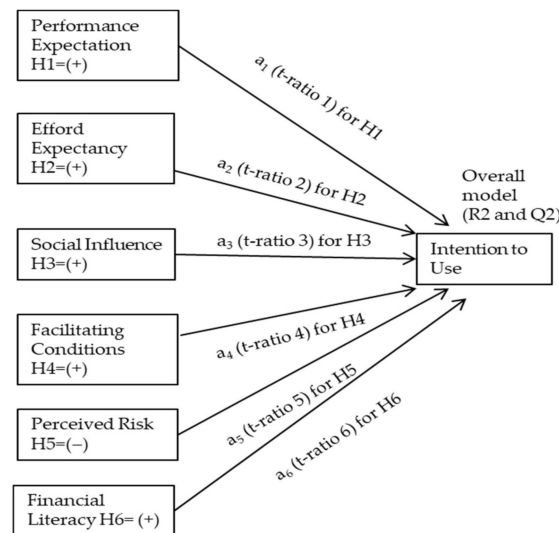 Performance
Expectation
H1=(+)
a1 (t-ratio 1) for H1
Efford
Expectancy
H2=(+)
a2 (t-ratio 2) for H2
Overall
model
(R2 and Q2)
Social Influence
H3=(+)
a3 (t-ratio 3) for H3
Intention to
Use
Facilitating
Conditions
H4=(+)
a4 (t-ratio 4) for H4
Perceived Risk
H5=(−)
a5 (t-ratio 5) for H5
Financial
Literacy H6= (+)
a6 (t-ratio 6) for H6